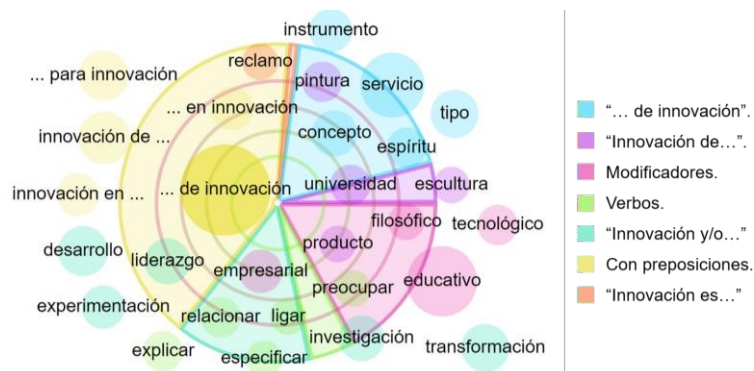 instrumento
reclamo
... para innovación
pintura
servicio
... en innovación
tipo
innovación de ...
concepto
espíritu
innovación en ...
... de innovación
universidad
escultura
filosófico
tecnológico
desarrollo
liderazgo
producto
empresarial
educativo
preocupar
experimentación
relacionar
ligar
investigación
transformación
explicar
especificar
“... de innovación”.
“Innovación de…”.
Modificadores.
Verbos.
“Innovación y/o…”
Con preposiciones.
“Innovación es…”